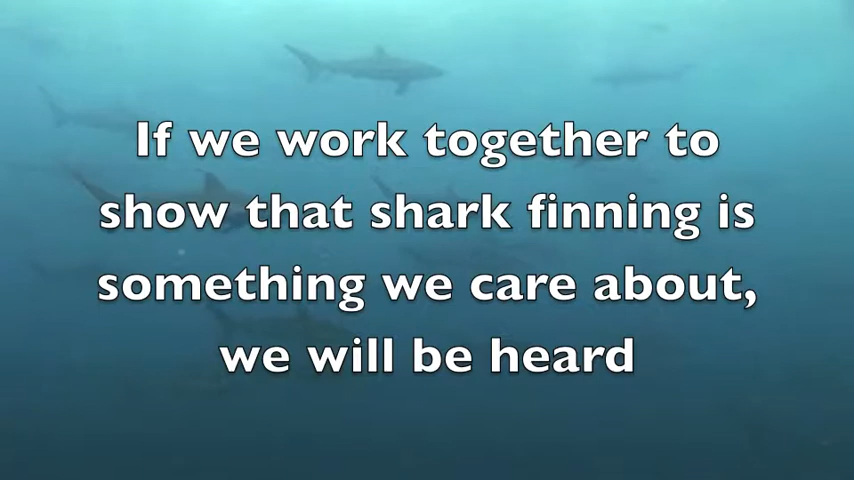 If we work together to
show that shark finning is
something we care about,
we will be heard